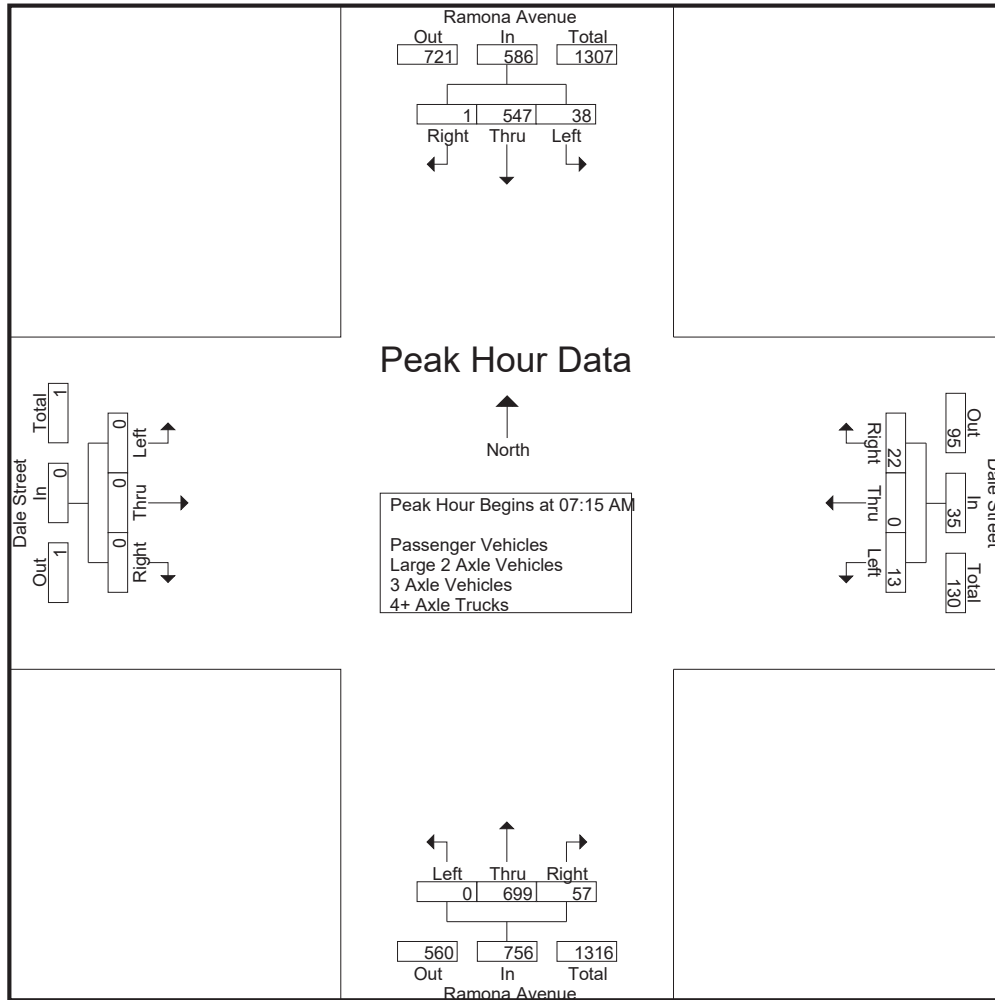 Ramona Avenue
Out In Total
721 586 1307
1 547 38
Right Thru Left
Peak Hour Data
North
Peak Hour Begins at 07:15 AM
Passenger Vehicles
Large 2 Axle Vehicles
3 Axle Vehicles
4+ Axle Trucks
Dale Street
Out In Total
1 0 1
Right Thru Left
0 0 0
Dale Street
Out In Total
95 35 130
22 0 13
Right Thru Left
Left Thru Right
0 699 57
560 756 1316
Out In Total
Ramona Avenue